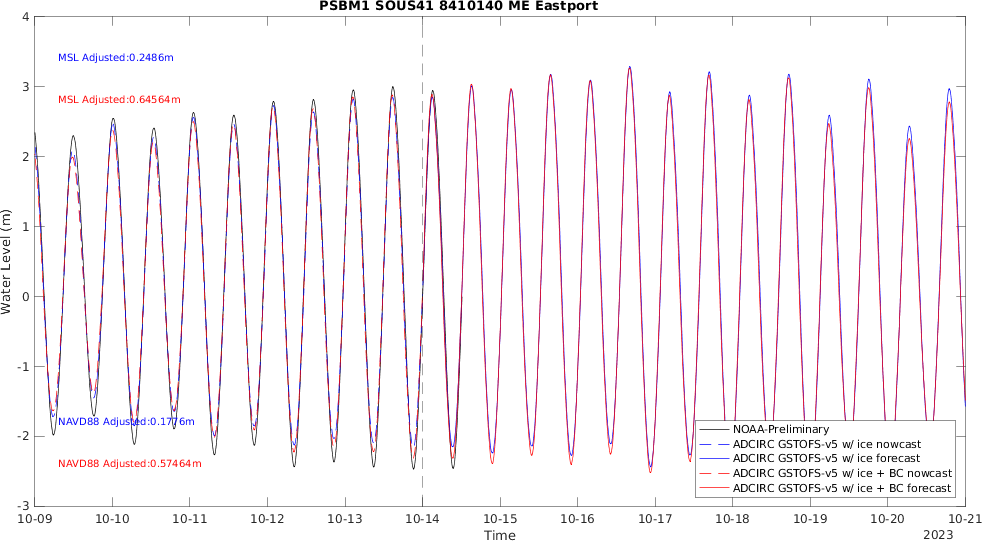 PSBM1 SOUS41 8410140 ME Eastport
4
3
2
1
0
-1
-2
-3
Water Level (m)
MSL Adjusted:0.2486m
MSL Adjusted:0.64564m
NAVD88 Adjusted:0.1776m
NAVD88 Adjusted:0.57464m
NOAA-Preliminary
ADCIRC GSTOFS-v5 w/ ice nowcast
ADCIRC GSTOFS-v5 w/ ice forecast
ADCIRC GSTOFS-v5 w/ ice + BC nowcast
ADCIRC GSTOFS-v5 w/ ice + BC forecast
10-09 10-10 10-11 10-12 10-13 10-14 10-15 10-16 10-17 10-18 10-19 10-20 10-21
Time
2023